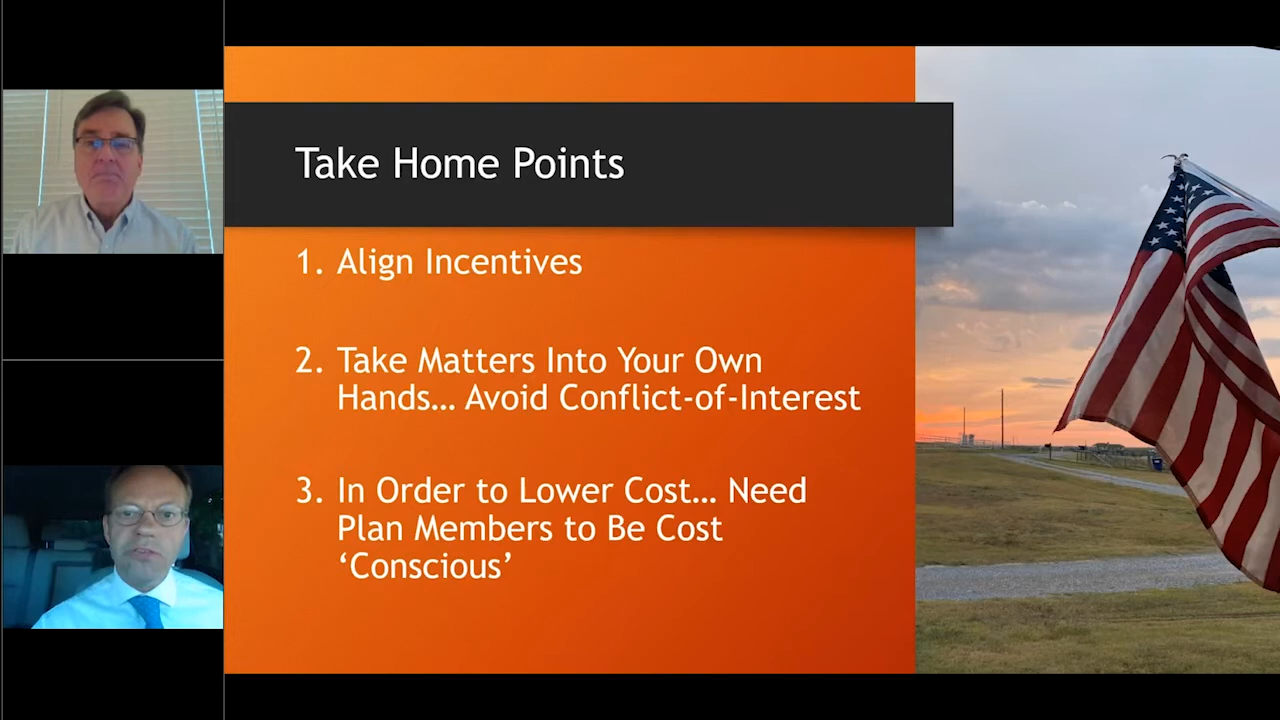 Take Home Points
1. Align Incentives
2. Take Matters Into Your Own
Hands… Avoid Conflict-of-Interest
3. In Order to Lower Cost… Need
Plan Members to Be Cost
‘Conscious’